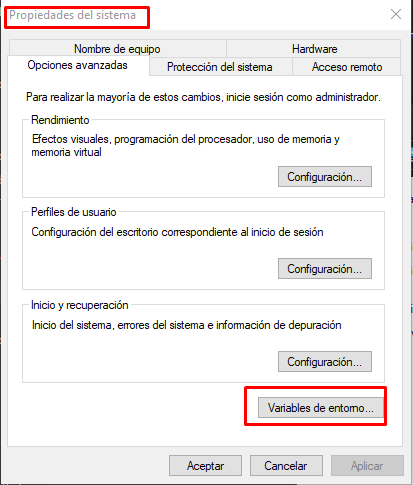 Propiedades del sistema
Nombre de equipo
Hardware
Opciones avanzadas
Protección del sistema
Acceso remoto
Para realizar la mayoría de estos cambios, inicie sesión como administrador.
Rendimiento
Efectos visuales, programación del procesador, uso de memoria y
memoria virtual
Configuración...
Perfiles de usuario
Configuración del escritorio correspondiente al inicio de sesión
Configuración...
Inicio y recuperación
Inicio del sistema, errores del sistema e información de depuración
Configuración...
Variables de entorno...
Aceptar
Cancelar
Aplicar